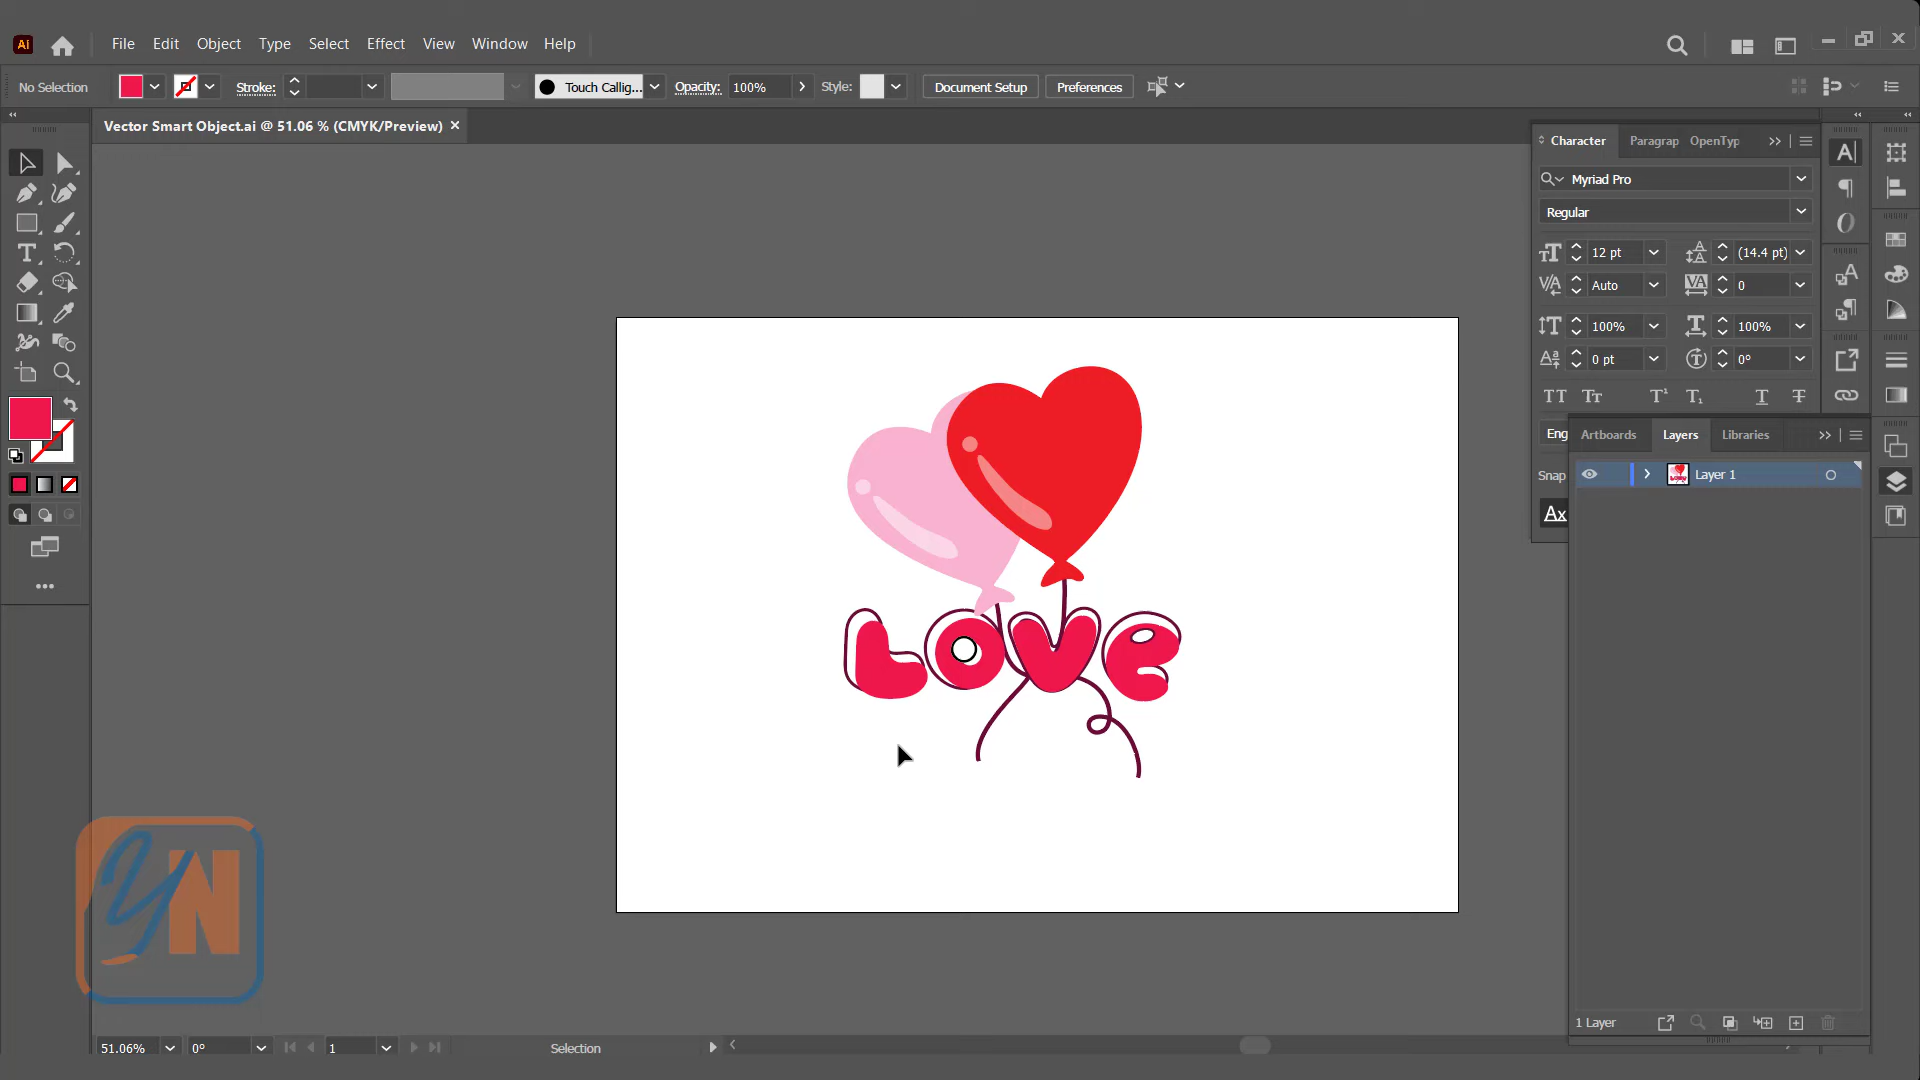 Ai
File Edit Object Type Select Effect View Window Help
No Selection
Stroke:
Touch Callig...
Opacity: 100%
Style:
Document Setup
Preferences
Vector Smart Object.ai @ 51.06 % (CMYK/Preview) ×
Character Paragrap OpenTyp
Myriad Pro
Regular
12 pt (14.4 pt)
Auto 0
100% 100%
0 pt 0°
Eng
Snap
Artboards Layers Libraries
Layer 1
LOVE
YN
1 Layer
51.06% 0° 1 Selection